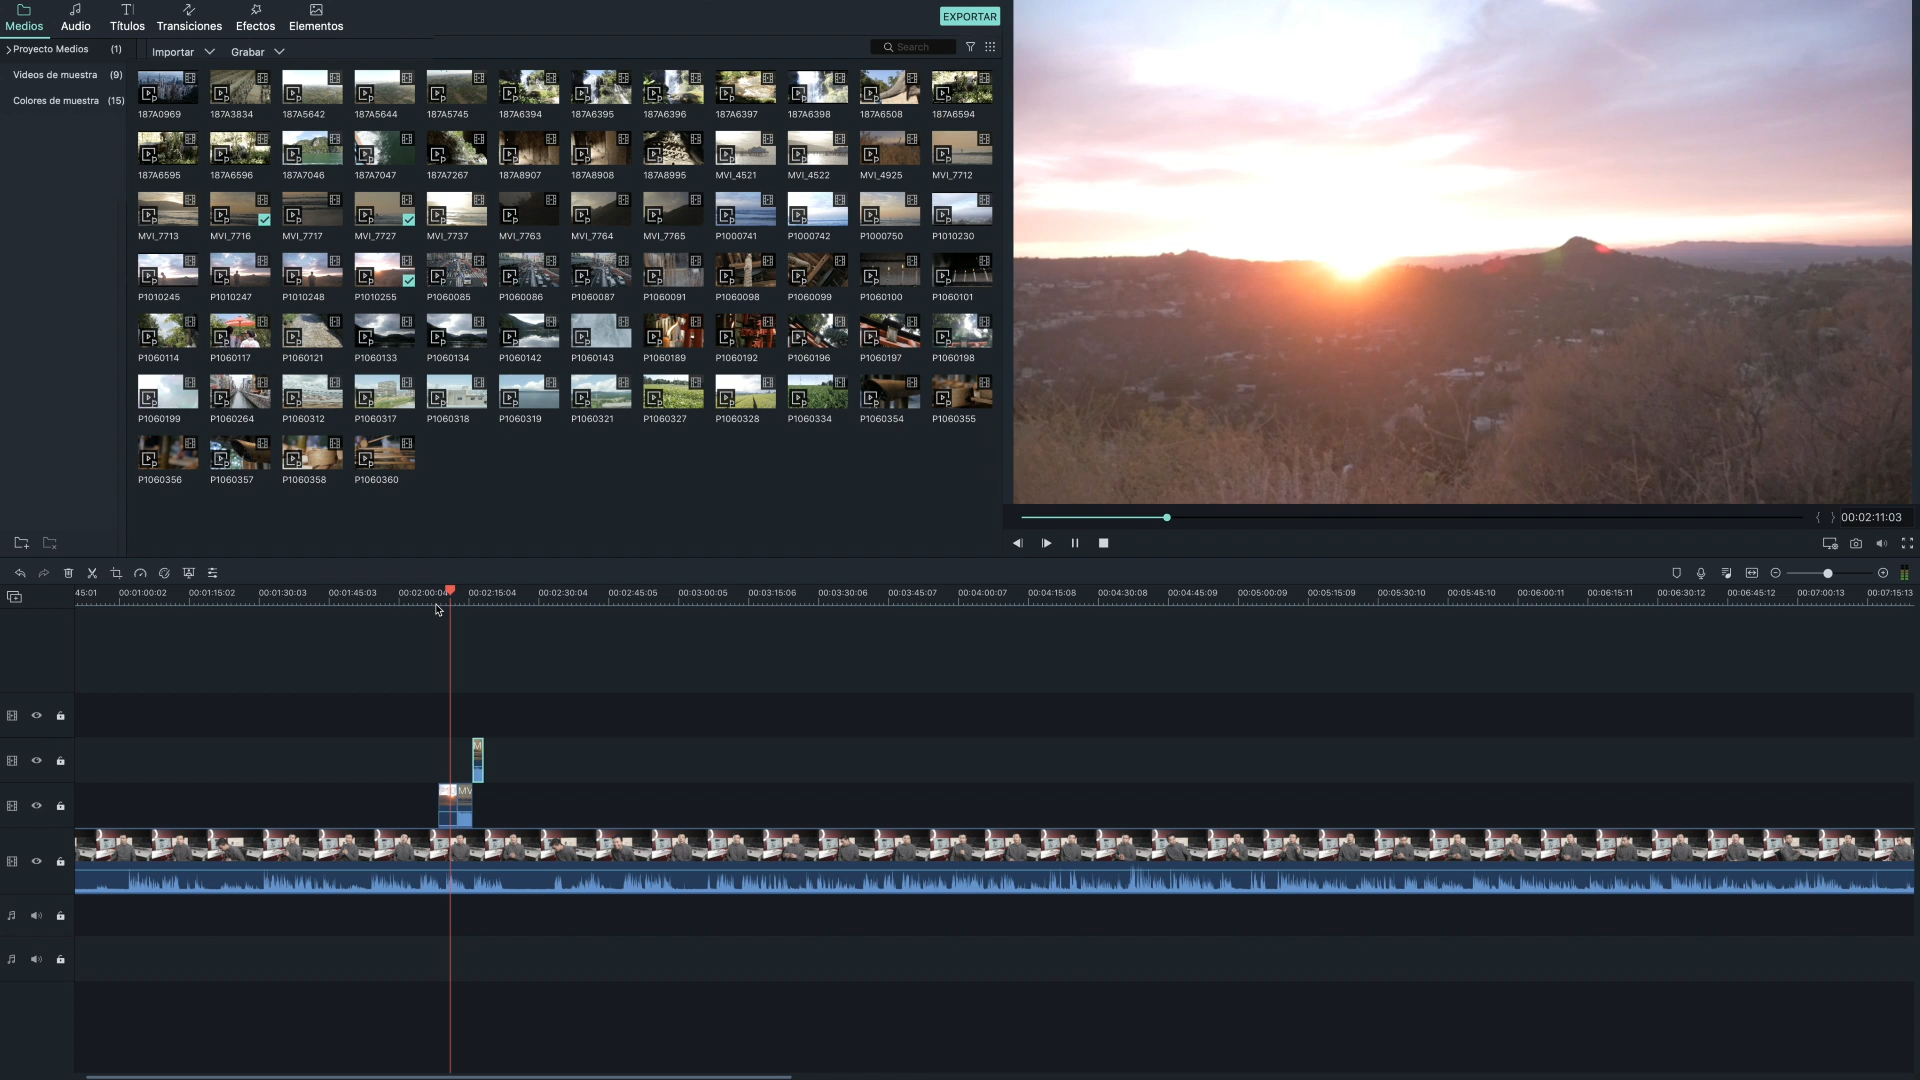 Medios Audio Títulos Transiciones Efectos Elementos EXPORTAR
Proyecto Medios (1) Importar Grabar Search
Videos de muestra (9)
Colores de muestra (15)
187A0969 187A3834 187A5642 187A5644 187A5745 187A6394 187A6395 187A6396 187A6397 187A6398 187A6508 187A6594
187A6595 187A6596 187A7046 187A7047 187A7267 187A8907 187A8908 187A8995 MVI_4521 MVI_4522 MVI_4925 MVI_7712
MVI_7713 MVI_7716 MVI_7717 MVI_7727 MVI_7737 MVI_7763 MVI_7764 MVI_7765 P1000741 P1000742 P1000750 P1010230
P1010245 P1010247 P1010248 P1010255 P1060085 P1060086 P1060087 P1060091 P1060098 P1060099 P1060100 P1060101
P1060114 P1060117 P1060121 P1060133 P1060134 P1060142 P1060143 P1060189 P1060192 P1060196 P1060197 P1060198
P1060199 P1060264 P1060312 P1060317 P1060318 P1060319 P1060321 P1060327 P1060328 P1060334 P1060354 P1060355
P1060356 P1060357 P1060358 P1060360
{ } 00:02:11:03
45:01 00:01:00:02 00:01:15:02 00:01:30:03 00:01:45:03 00:02:00:04 00:02:15:04 00:02:30:04 00:02:45:05 00:03:00:05 00:03:15:06 00:03:30:06 00:03:45:07 00:04:00:07 00:04:15:08 00:04:30:08 00:04:45:09 00:05:00:09 00:05:15:09 00:05:30:10 00:05:45:10 00:06:00:11 00:06:15:11 00:06:30:12 00:06:45:12 00:07:00:13 00:07:15:13
M
MV